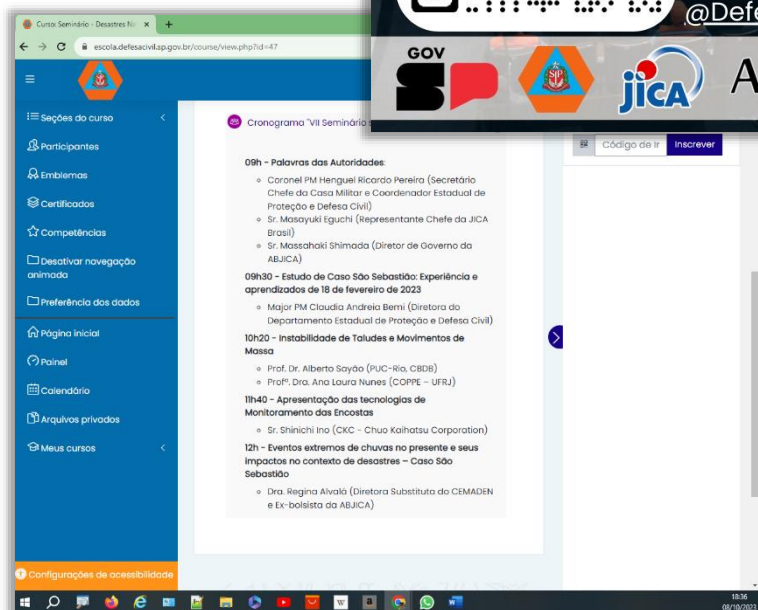 Curso: Seminário - Desastres Na
escola.defesacivil.sp.gov.br/course/view.php?id=47
@Defe
GOV
SP
JICA
A
Seções do curso
Participantes
Emblemas
Certificados
Competências
Desativar navegação
animada
Preferência dos dados
Página inicial
Painel
Calendário
Arquivos privados
Meus cursos
Configurações de acessibilidade
Cronograma "VII Seminário
09h - Palavras das Autoridades:
Coronel PM Henguel Ricardo Pereira (Secretário
Chefe da Casa Militar e Coordenador Estadual de
Proteção e Defesa Civil)
Sr. Masayuki Eguchi (Representante Chefe da JICA
Brasil)
Sr. Massahaki Shimada (Diretor de Governo da
ABJICA)
09h30 - Estudo de Caso São Sebastião: Experiência e
aprendizados de 18 de fevereiro de 2023
Major PM Claudia Andreia Bemi (Diretora do
Departamento Estadual de Proteção e Defesa Civil)
10h20 - Instabilidade de Taludes e Movimentos de
Massa
Prof. Dr. Alberto Sayão (PUC-Rio, CBDB)
Profª. Dra. Ana Laura Nunes (COPPE – UFRJ)
11h40 - Apresentação das tecnologias de
Monitoramento das Encostas
Sr. Shinichi Ino (CKC - Chuo Kaihatsu Corporation)
12h - Eventos extremos de chuvas no presente e seus
impactos no contexto de desastres – Caso São
Sebastião
Dra. Regina Alvalá (Diretora Substituta do CEMADEN
e Ex-bolsista da ABJICA)
Código de Ir
Inscrever
18:36
08/10/2023